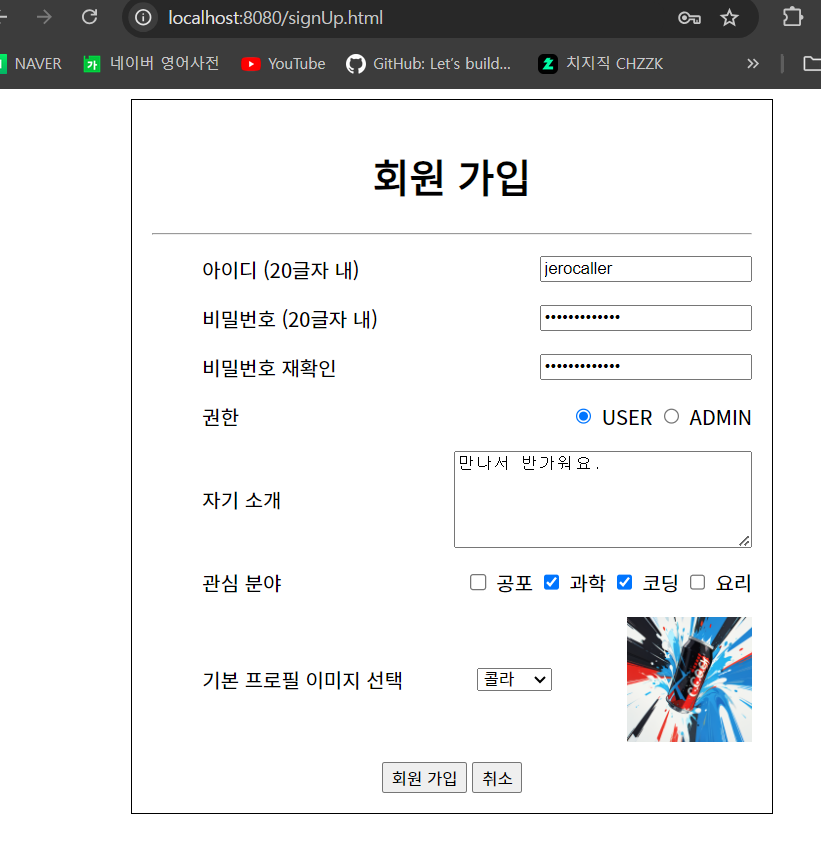 localhost:8080/signUp.html
NAVER 네이버 영어사전 YouTube GitHub: Let's build... 치지직 CHZZK »
회원 가입
아이디 (20글자 내) jerocaller
비밀번호 (20글자 내) •••••••••••••
비밀번호 재확인 •••••••••••••
권한 USER ADMIN
자기 소개 만나서 반가워요.
관심 분야 공포 과학 코딩 요리
기본 프로필 이미지 선택 콜라
회원 가입 취소